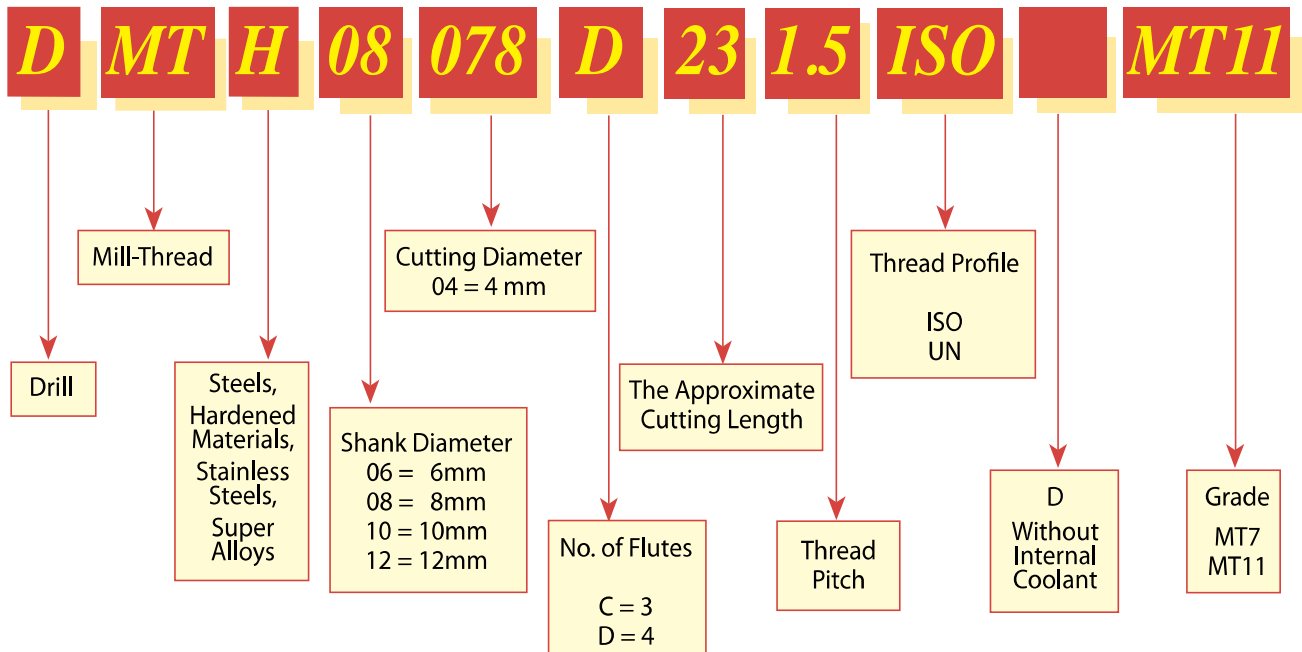 D MT H 08 078 D 23 1.5 ISO MT11
Mill-Thread
Cutting Diameter
04 = 4 mm
Thread Profile
ISO
UN
Drill
Steels,
Hardened
Materials,
Stainless
Steels,
Super
Alloys
Shank Diameter
06 = 6mm
08 = 8mm
10 = 10mm
12 = 12mm
The Approximate
Cutting Length
No. of Flutes
C = 3
D = 4
Thread
Pitch
D
Without
Internal
Coolant
Grade
MT7
MT11